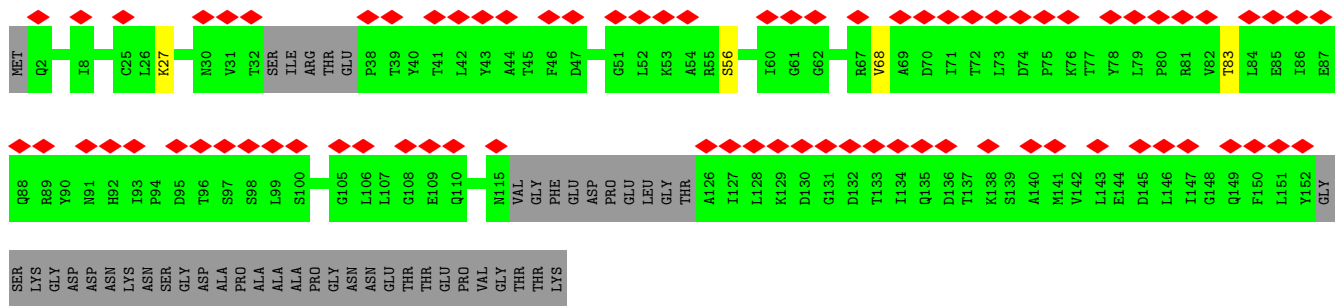 MET Q2 I8 C25 L26 K27 N30 V31 T32 SER ILE ARG THR GLU P38 T39 Y40 T41 L42 Y43 A44 T45 F46 D47 G51 L52 K53 A54 R55 S56 I60 G61 G62 R67 V68 A69 D70 I71 T72 L73 D74 P75 K76 T77 Y78 L79 P80 R81 V82 T83 L84 E85 I86 E87
Q88 R89 Y90 N91 H92 I93 P94 D95 T96 S97 S98 L99 S100 G105 L106 L107 G108 E109 Q110 N115 VAL GLY PHE GLU ASP PRO GLU LEU GLY THR A126 I127 L128 K129 D130 G131 D132 T133 I134 Q135 D136 T137 K138 S139 A140 M141 V142 L143 E144 D145 L146 I147 G148 Q149 F150 L151 Y152 GLY
SER LYS GLY ASP ASP ASN LYS ASN SER GLY ASP ALA PRO ALA ALA ALA PRO GLY ASN ASN GLU THR THR GLU PRO VAL GLY THR THR LYS